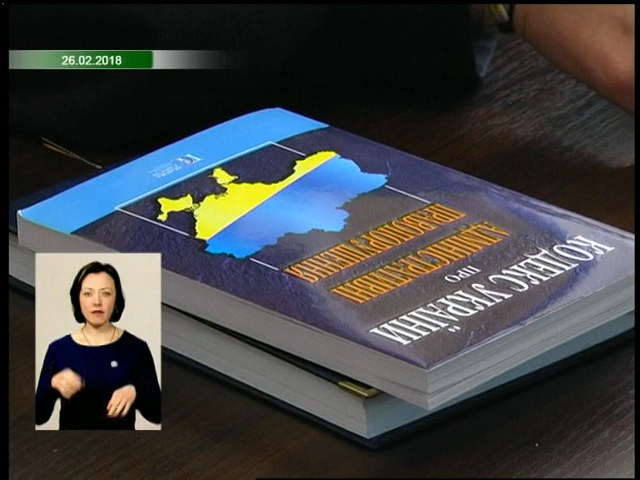 26.02.2018
КОДЕКС УКРАЇНИ
ПРО
АДМІНІСТРАТИВНІ
ПРАВОПОРУШЕННЯ